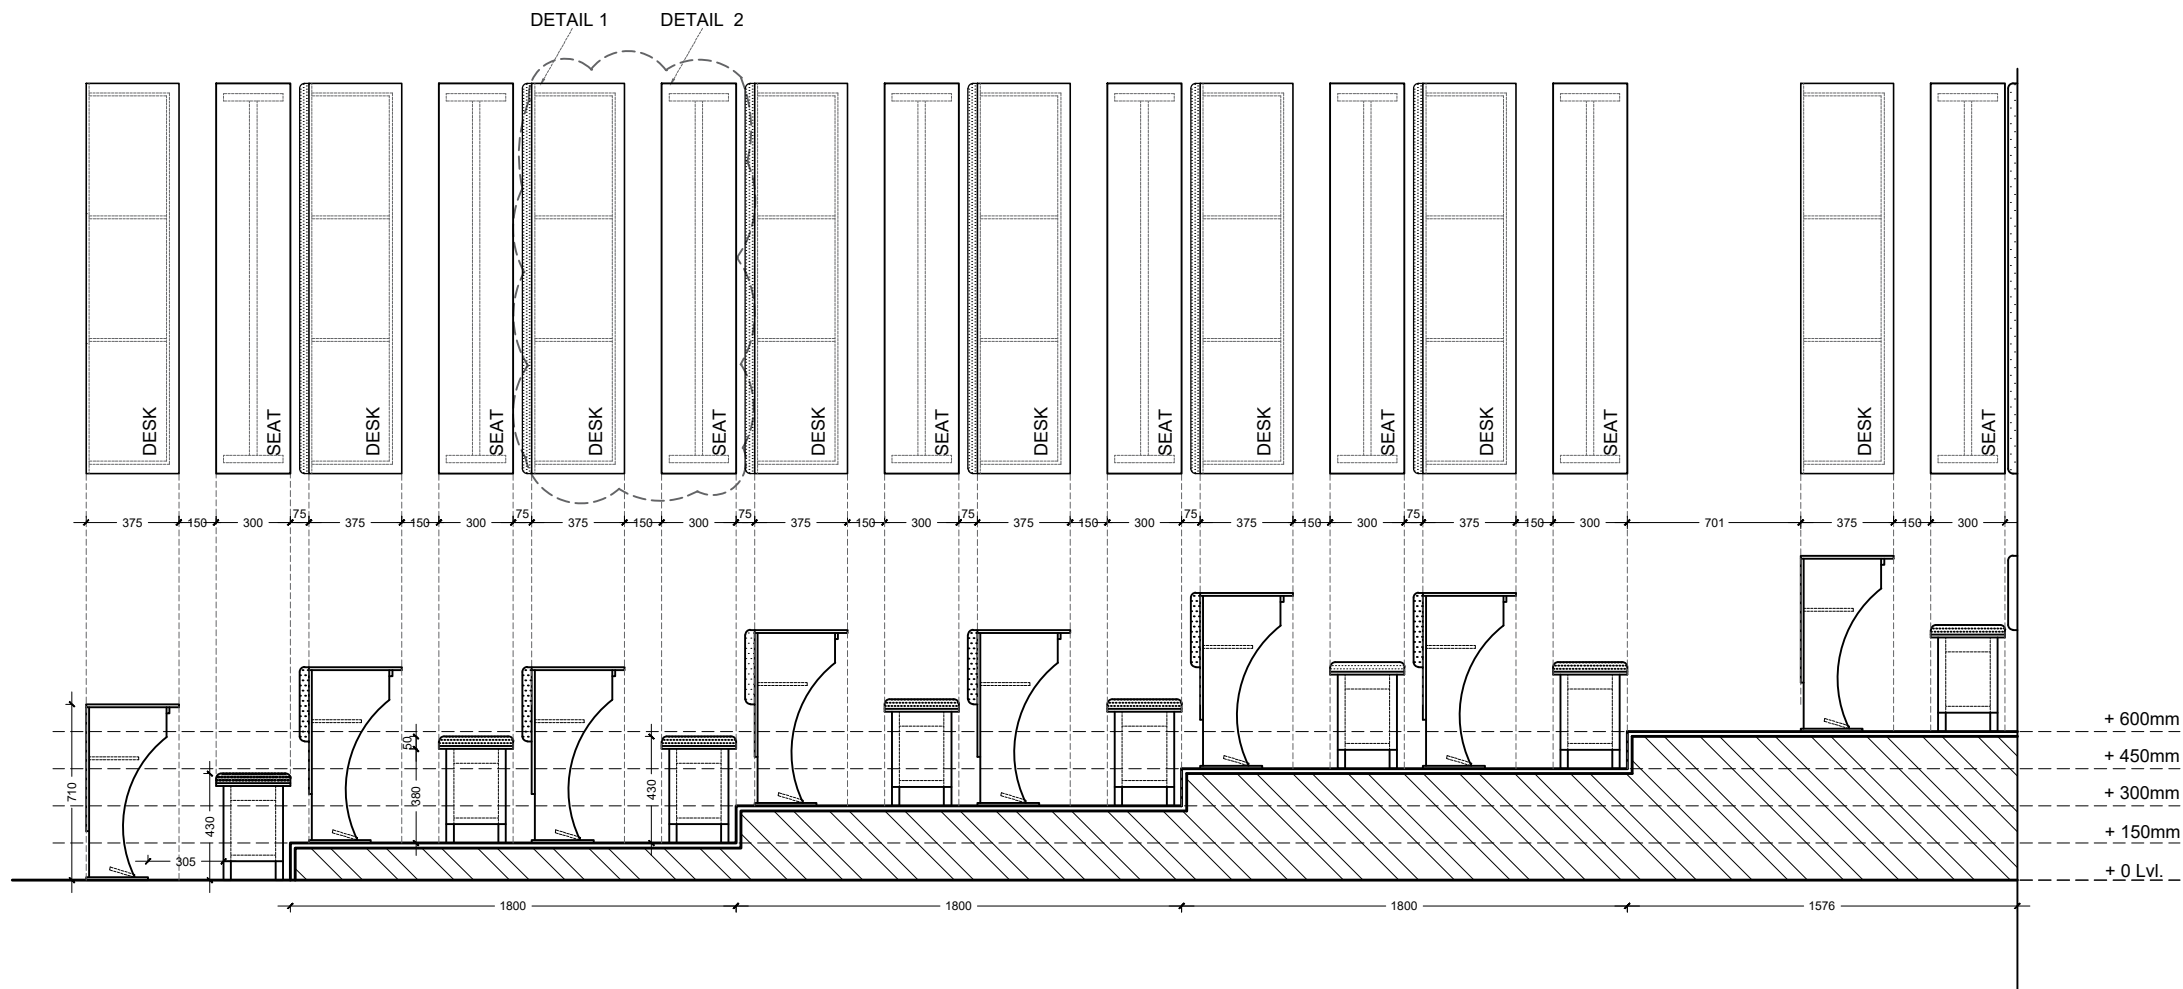 DETAIL 1 DETAIL 2
DESK SEAT DESK SEAT DESK SEAT DESK SEAT DESK SEAT DESK SEAT DESK SEAT DESK SEAT
375 150 300 75 375 150 300 75 375 150 300 75 375 150 300 75 375 150 300 75 375 150 300 75 375 150 300 701 375 150 300
+ 600mm
50
+ 450mm
710 380 430
+ 300mm
430
+ 150mm
305
+ 0 Lvl.
1800 1800 1800 1576